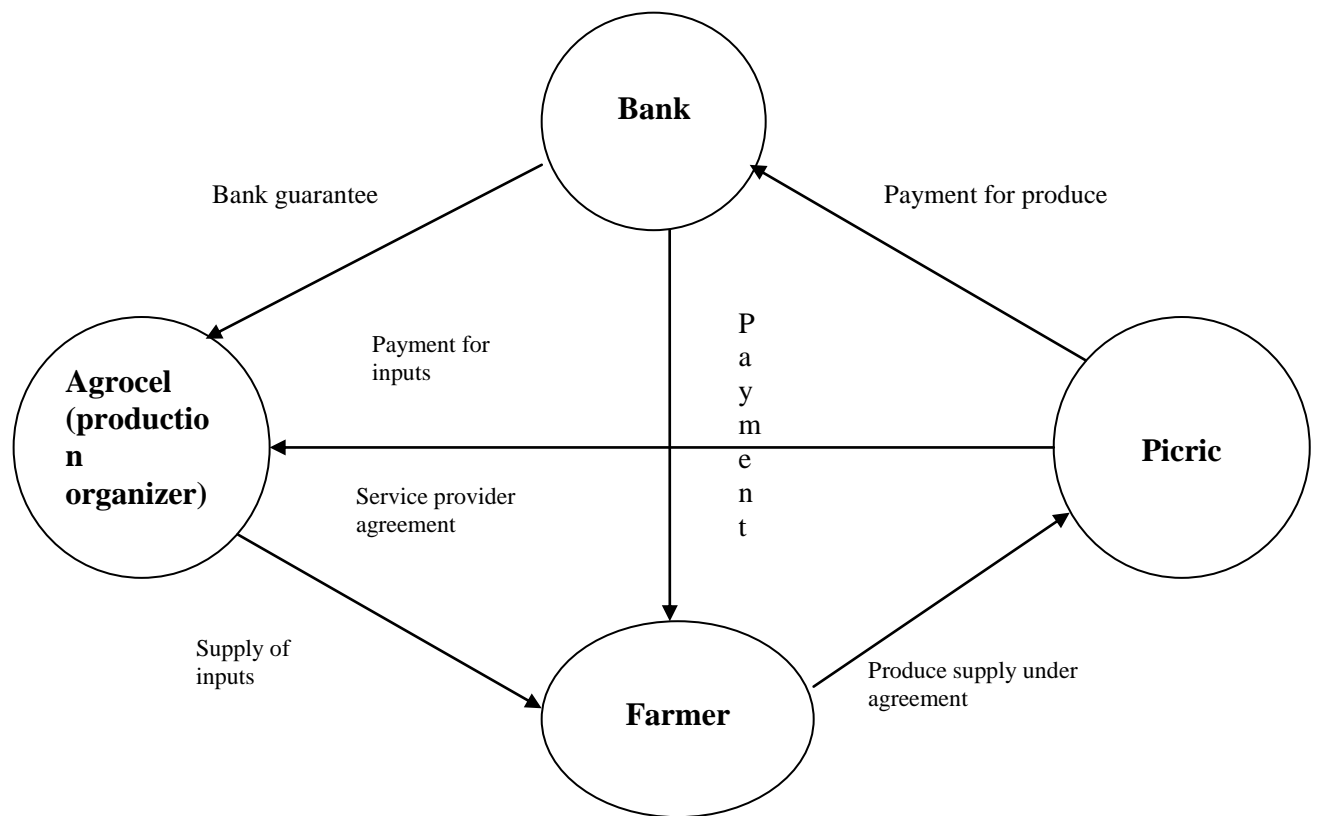 Bank
Bank guarantee
Payment for produce
Payment for
inputs
P
a
y
m
e
n
t
Agrocel
(productio
n
organizer)
Picric
Service provider
agreement
Supply of
inputs
Produce supply under
agreement
Farmer